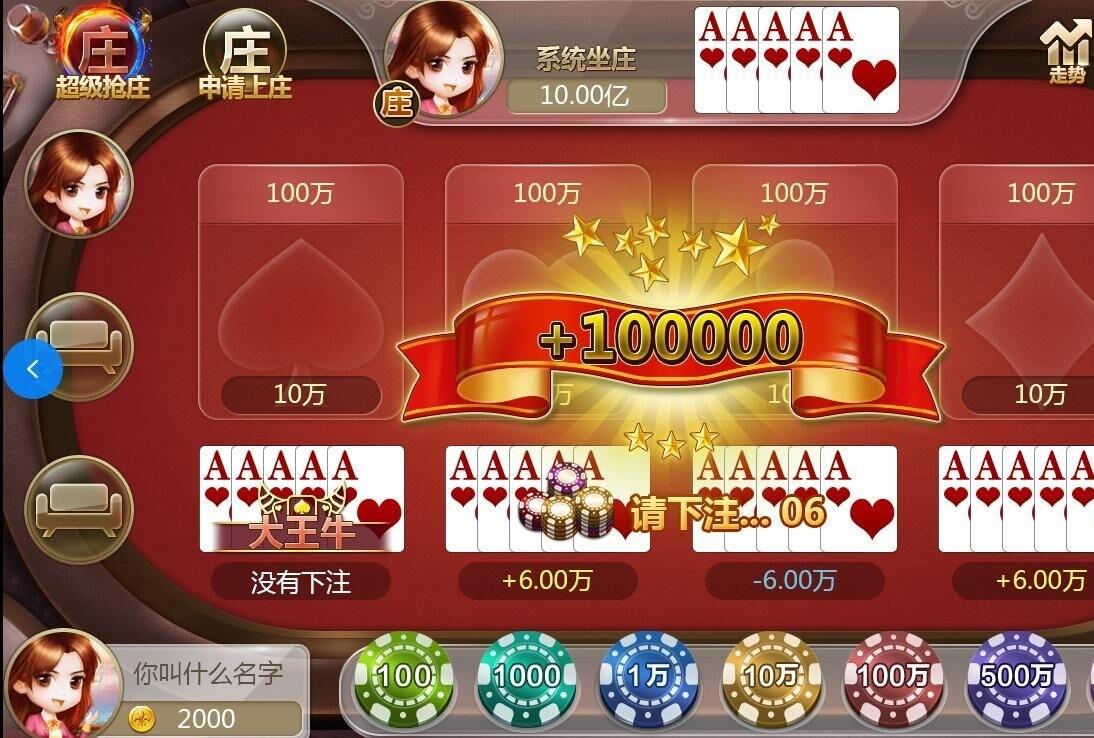 庄
超级抢庄
庄
申请上庄
庄
系统坐庄
10.00亿
A A A A A
走势
100万
100万
100万
100万
+100000
10万
10万
A A A A A
大王牛
A A A A A
A A A A A
A A A A A
请下注... 06
没有下注
+6.00万
-6.00万
+6.00万
你叫什么名字
2000
100
1000
1万
10万
100万
500万